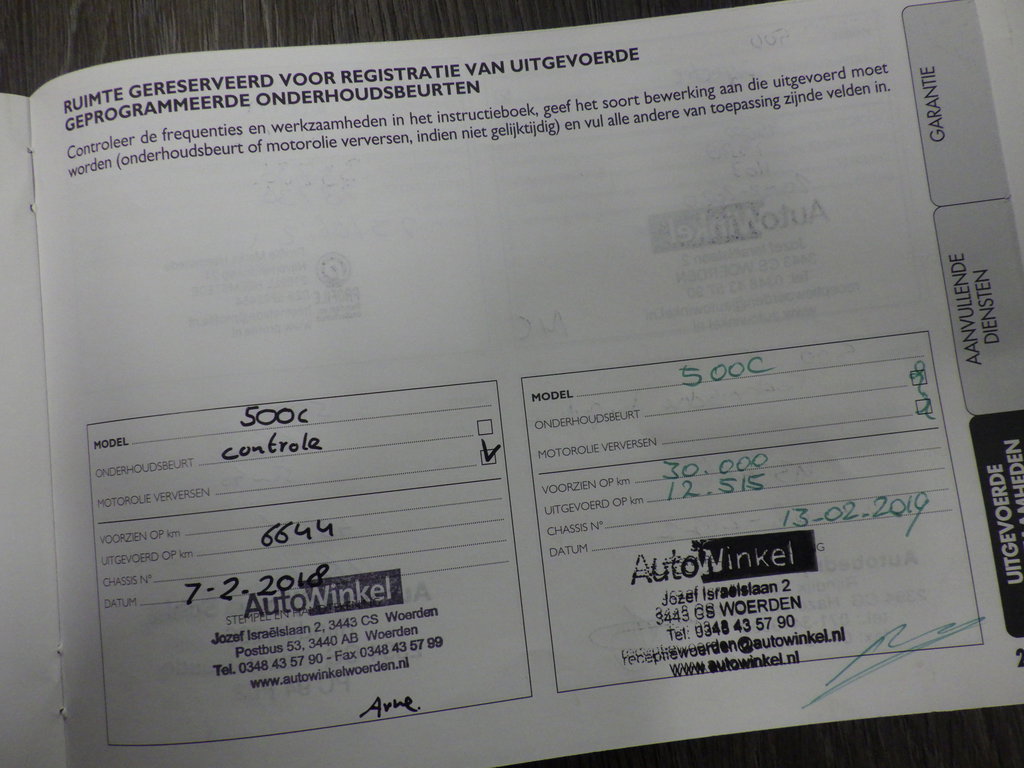 RUIMTE GERESERVEERD VOOR REGISTRATIE VAN UITGEVOERDE
GEPROGRAMMEERDE ONDERHOUDSBEURTEN
Controleer de frequenties en werkzaamheden in het instructieboek, geef het soort bewerking aan die uitgevoerd moet
worden (onderhoudsbeurt of motorolie verversen, indien niet gelijktijdig) en vul alle andere van toepassing zijnde velden in.
MODEL 500c
ONDERHOUDSBEURT controle
MOTOROLIE VERVERSEN
VOORZIEN OP km
UITGEVOERD OP km 6644
CHASSIS N°
DATUM 7-2-2018
AutoWinkel
STEMPEL EN
Jozef Israëlslaan 2, 3443 CS Woerden
Postbus 53, 3440 AB Woerden
Tel. 0348 43 57 90 - Fax 0348 43 57 99
www.autowinkelwoerden.nl
Arne
MODEL 500C
ONDERHOUDSBEURT
MOTOROLIE VERVERSEN
VOORZIEN OP km 30.000
UITGEVOERD OP km 12.515
CHASSIS N°
DATUM 13-02-2019
AutoWinkel
Jozef Israëlslaan 2
3443 CS WOERDEN
Tel: 0348 43 57 90
receptiewoerden@autowinkel.nl
www.autowinkel.nl
GARANTIE
AANVULLENDE
DIENSTEN
UITGEVOERDE